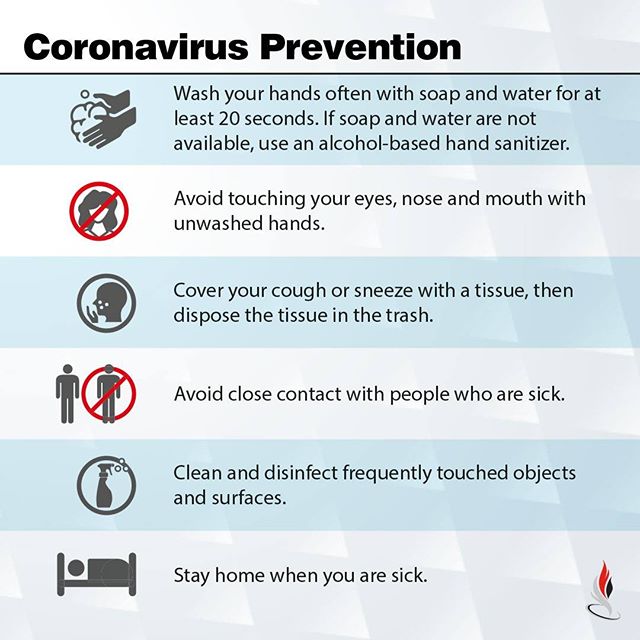 Coronavirus Prevention
Wash your hands often with soap and water for at
least 20 seconds. If soap and water are not
available, use an alcohol-based hand sanitizer.
Avoid touching your eyes, nose and mouth with
unwashed hands.
Cover your cough or sneeze with a tissue, then
dispose the tissue in the trash.
Avoid close contact with people who are sick.
Clean and disinfect frequently touched objects
and surfaces.
Stay home when you are sick.